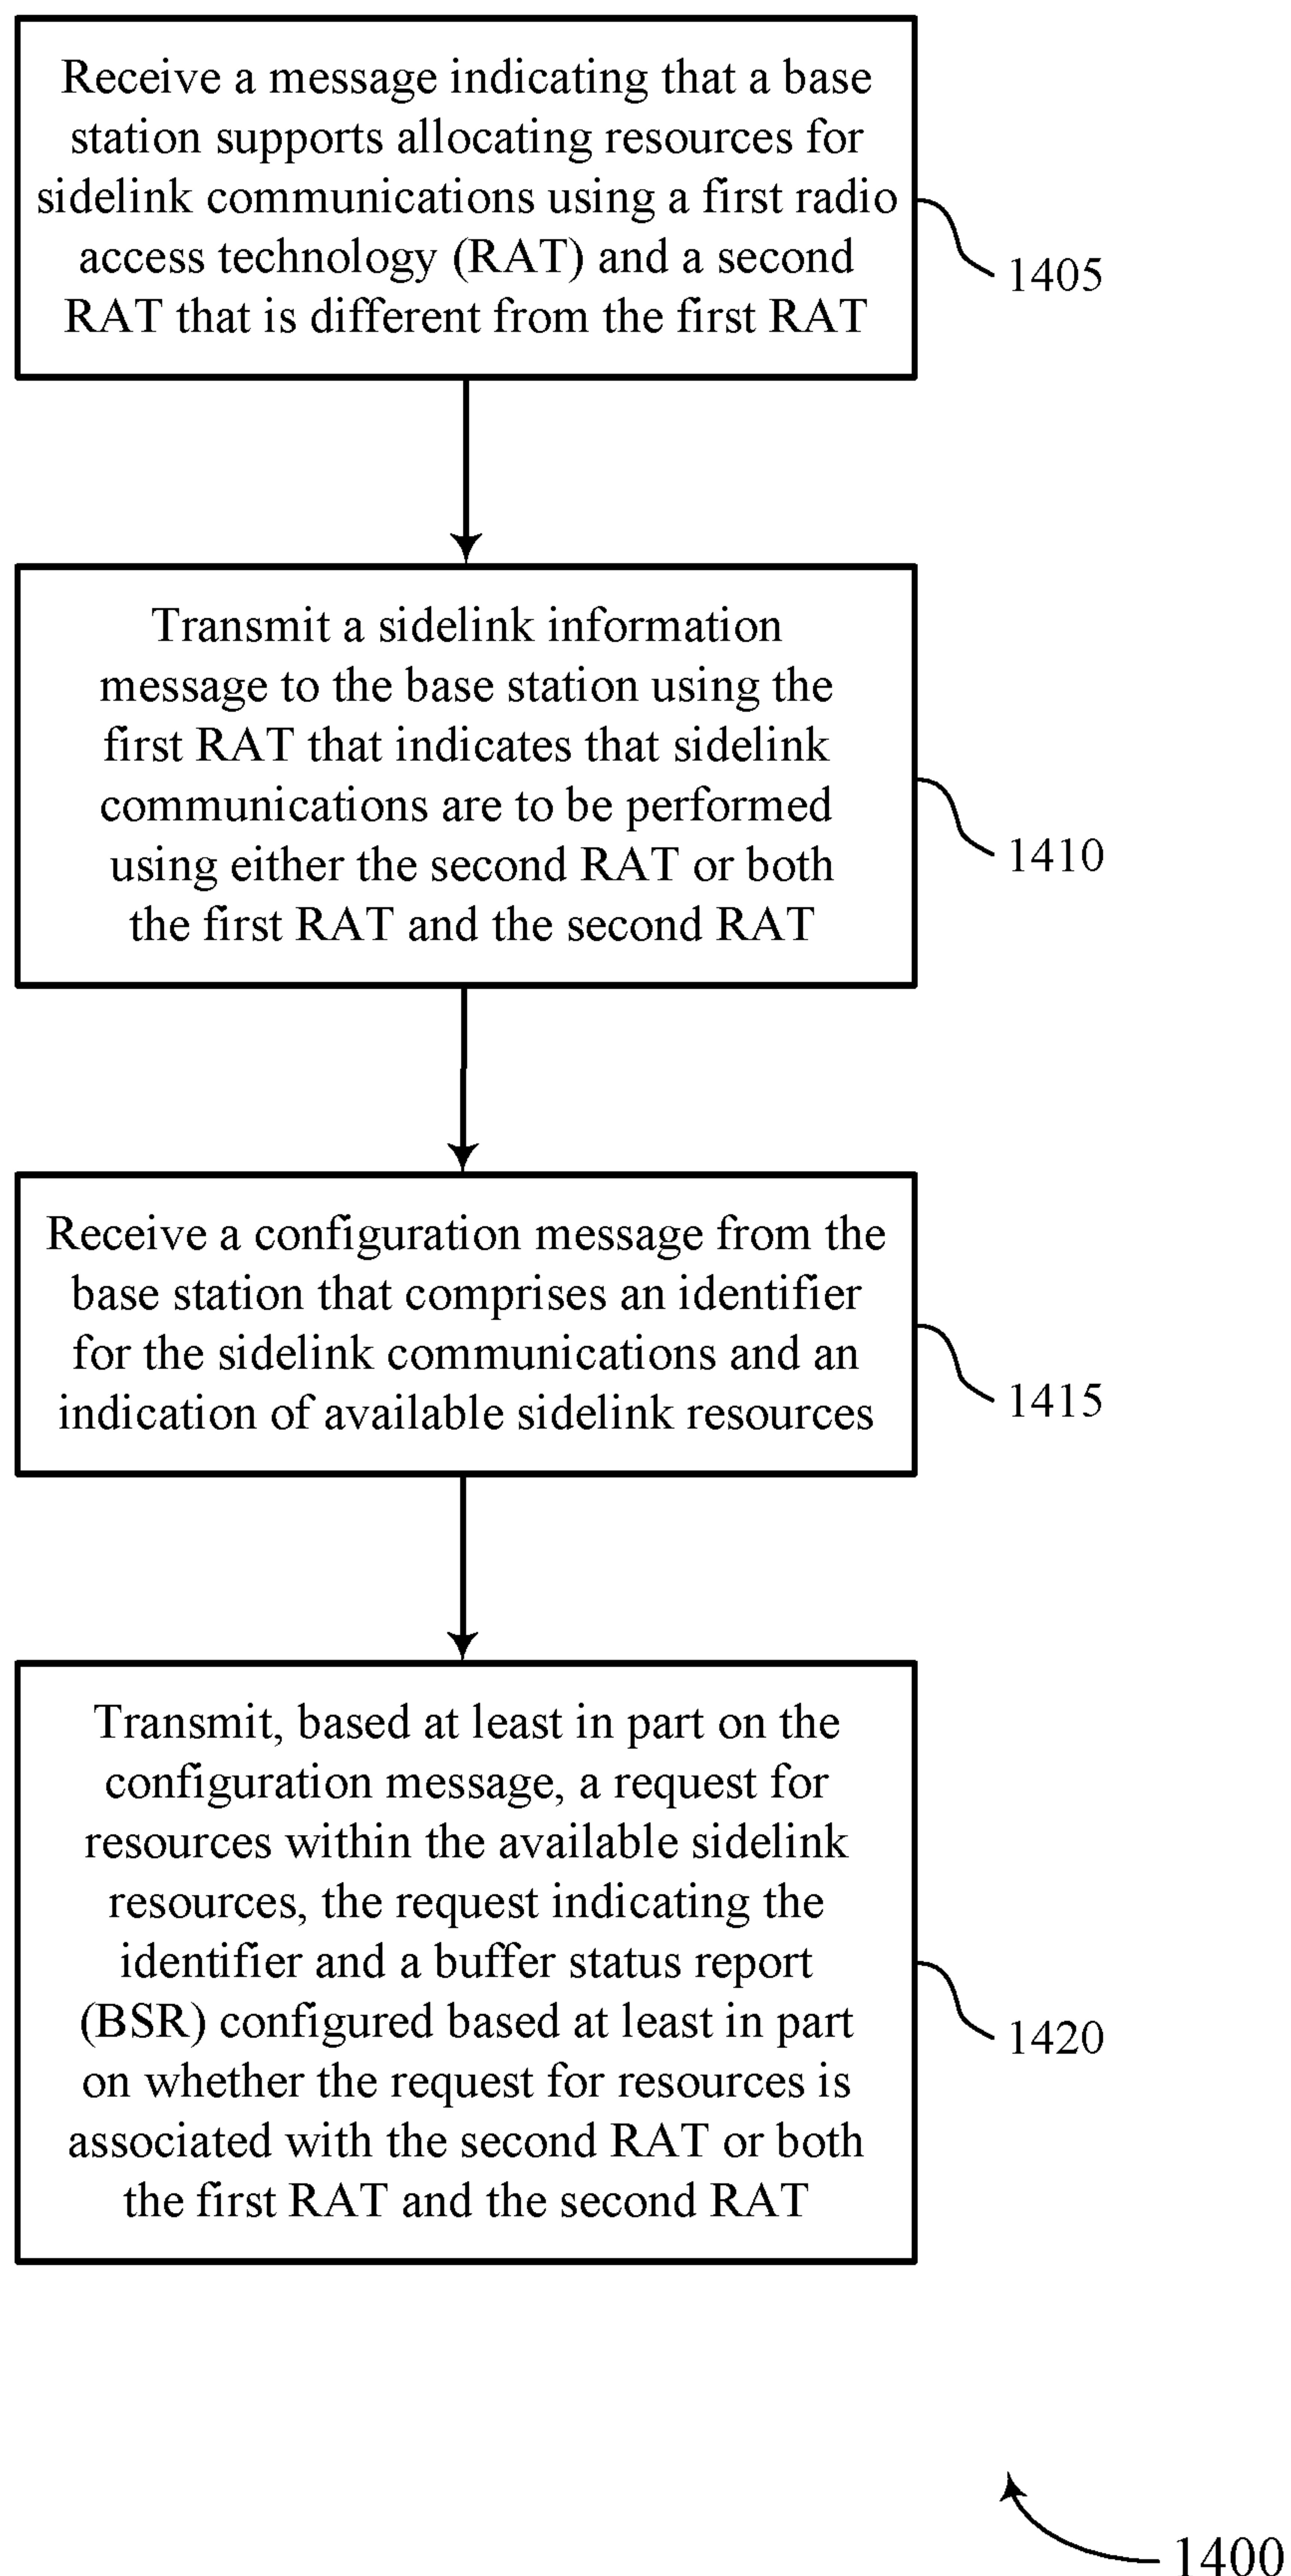 Receive a message indicating that a base
station supports allocating resources for
sidelink communications using a first radio
access technology (RAT) and a second
RAT that is different from the first RAT
1405
Transmit a sidelink information
message to the base station using the
first RAT that indicates that sidelink
communications are to be performed
using either the second RAT or both
the first RAT and the second RAT
1410
Receive a configuration message from the
base station that comprises an identifier
for the sidelink communications and an
indication of available sidelink resources
1415
Transmit, based at least in part on the
configuration message, a request for
resources within the available sidelink
resources, the request indicating the
identifier and a buffer status report
(BSR) configured based at least in part
on whether the request for resources is
associated with the second RAT or both
the first RAT and the second RAT
1420
1400